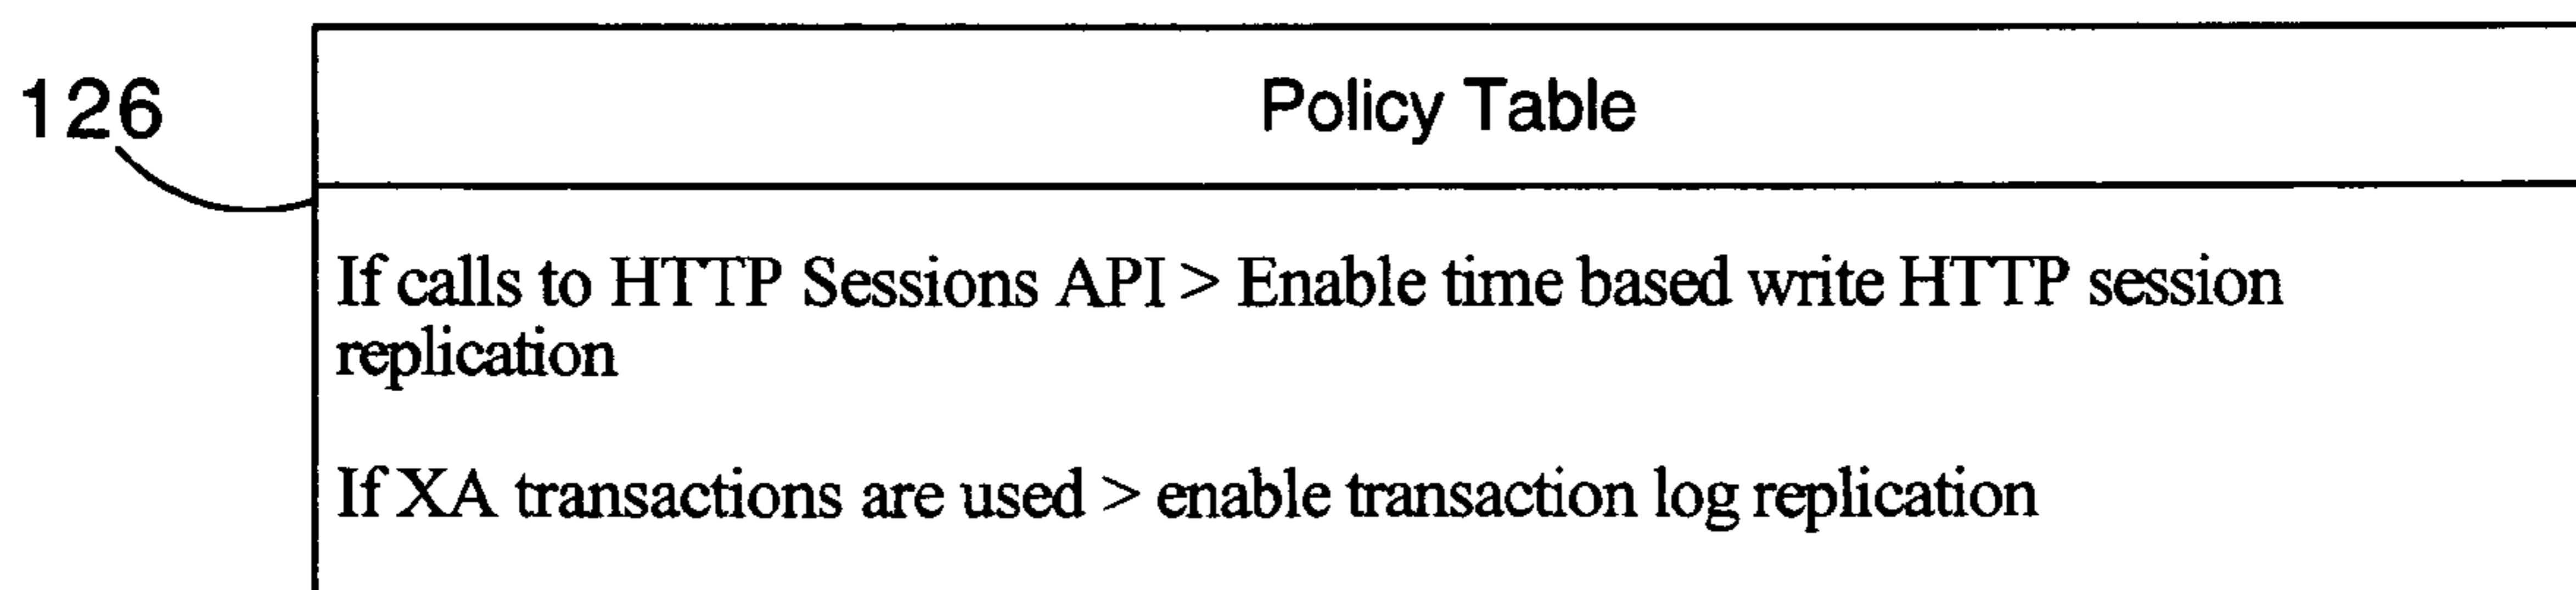 126
Policy Table
If calls to HTTP Sessions API > Enable time based write HTTP session
replication
If XA transactions are used > enable transaction log replication